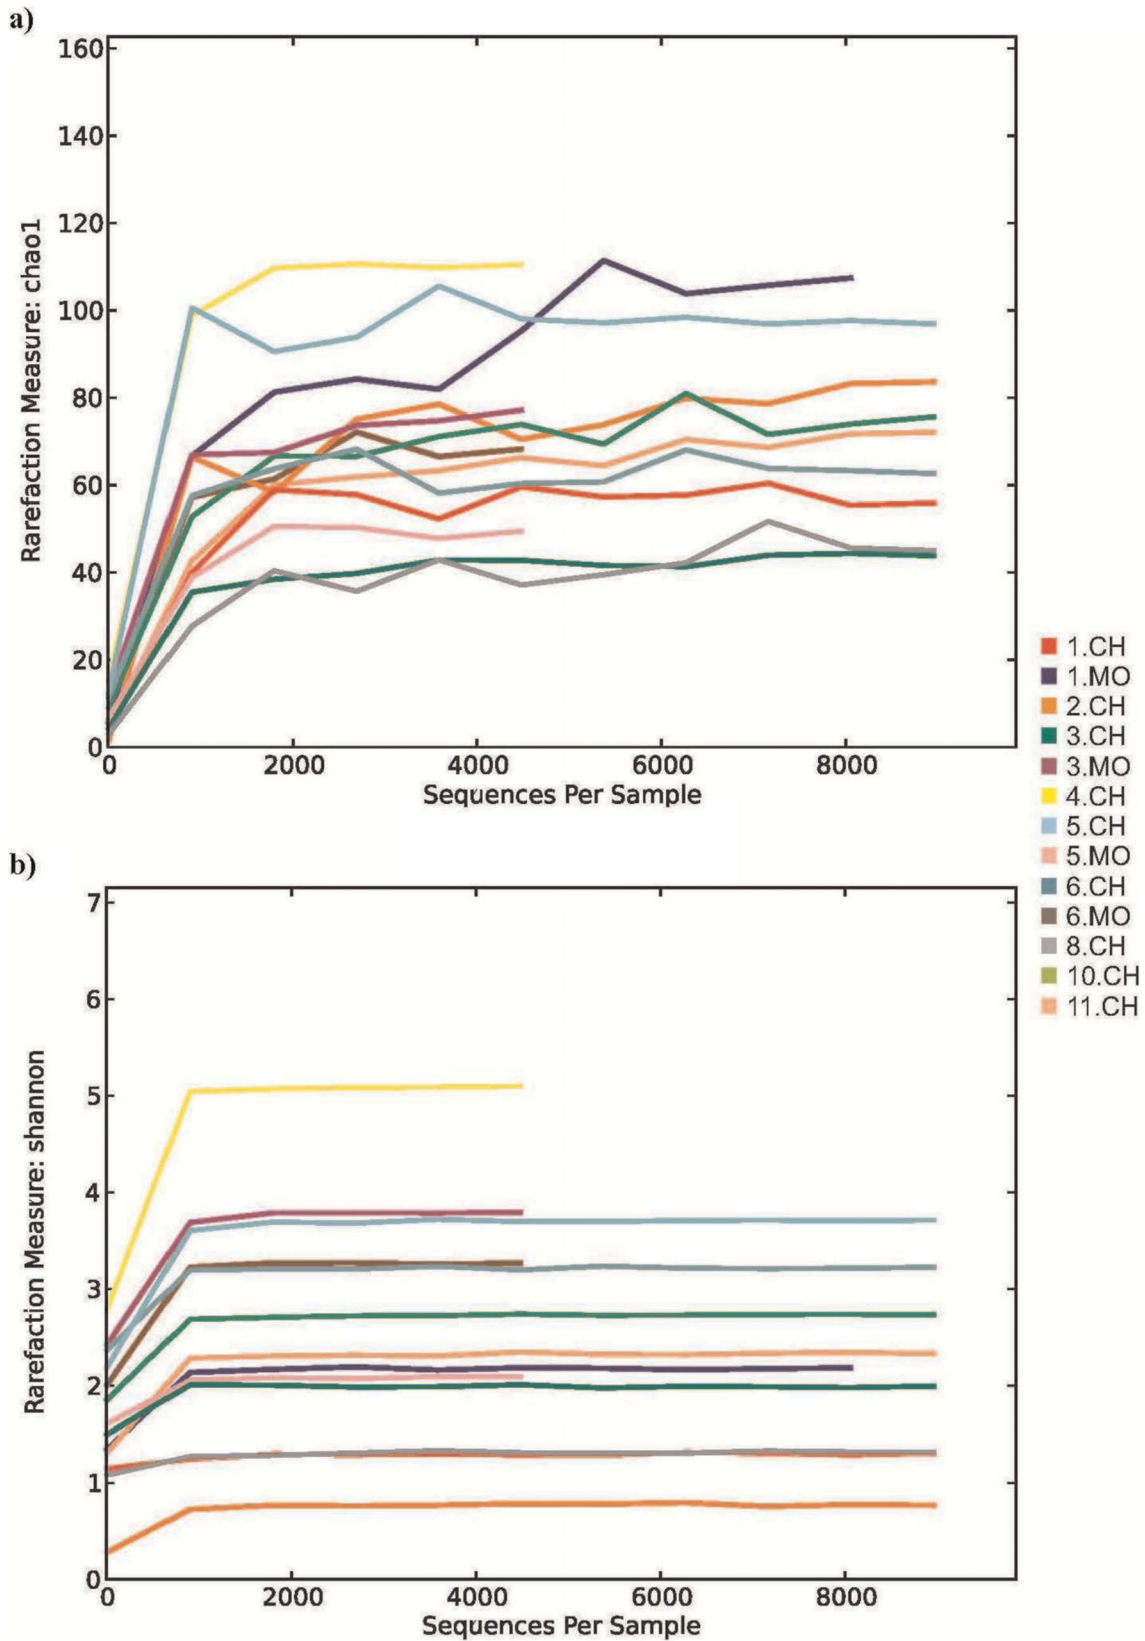 a)
160
140
120
100
80
60
40
20
0
Rarefaction Measure: chao1
0 2000 4000 6000 8000
Sequences Per Sample
1.CH
1.MO
2.CH
3.CH
3.MO
4.CH
5.CH
5.MO
6.CH
6.MO
8.CH
10.CH
11.CH
b)
7
6
5
4
3
2
1
0
Rarefaction Measure: shannon
0 2000 4000 6000 8000
Sequences Per Sample